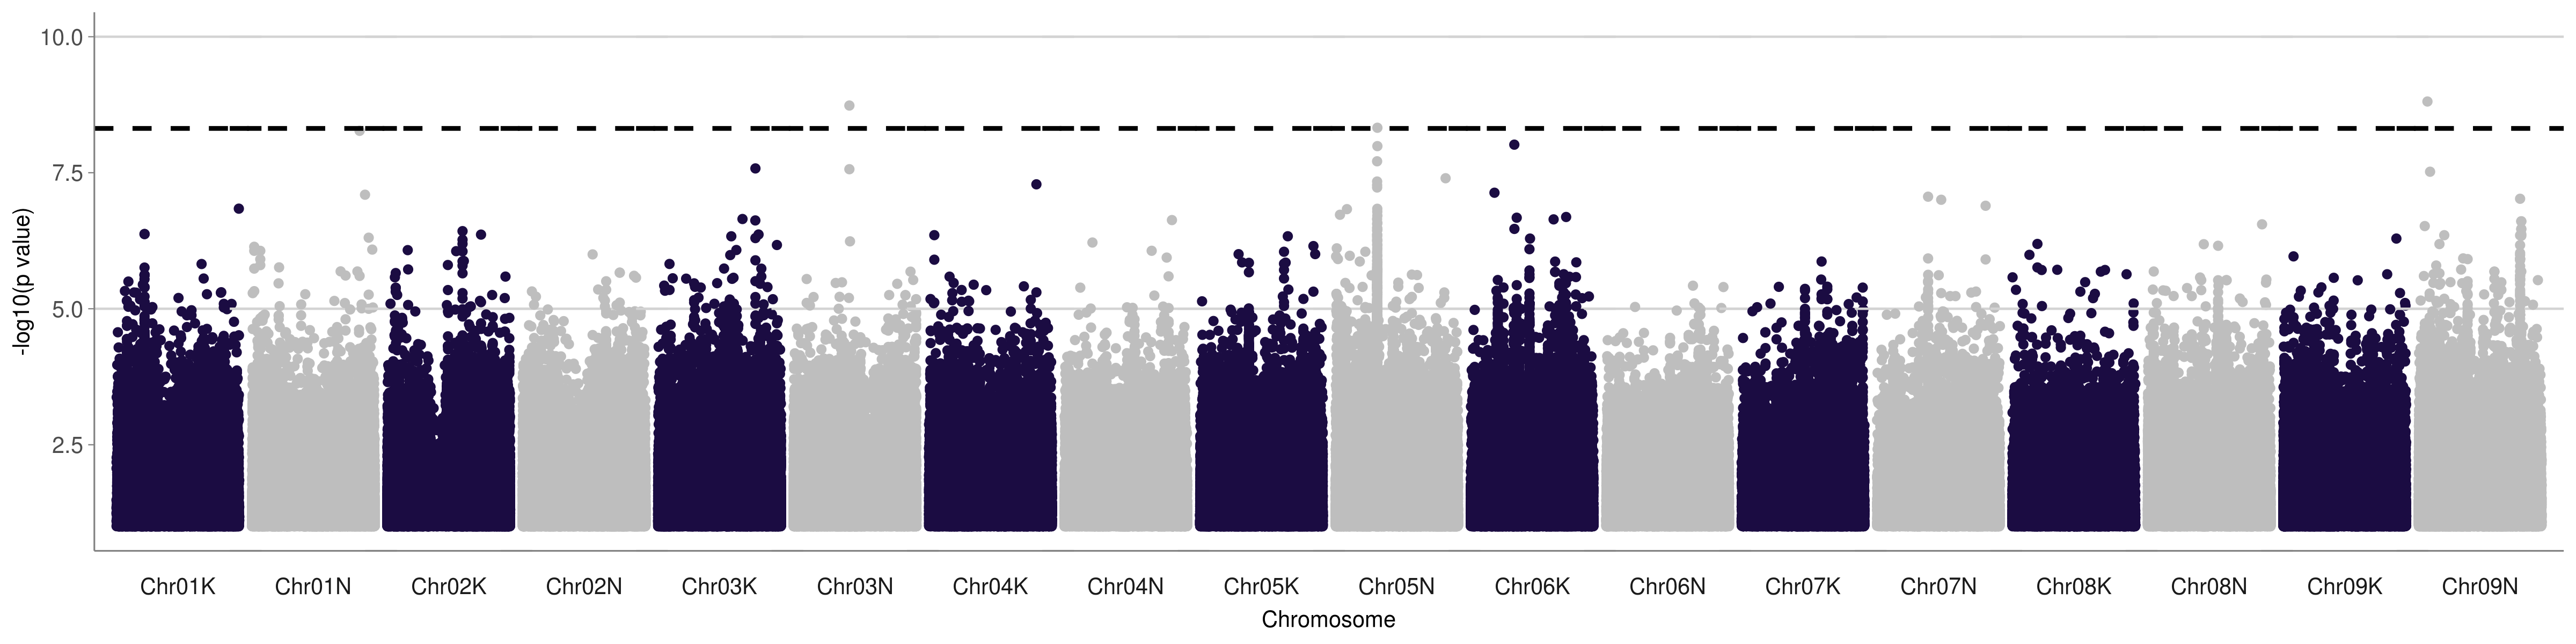 10.0
7.5
5.0
2.5
-log10(p value)
Chr01K Chr01N Chr02K Chr02N Chr03K Chr03N Chr04K Chr04N Chr05K Chr05N Chr06K Chr06N Chr07K Chr07N Chr08K Chr08N Chr09K Chr09N
Chromosome